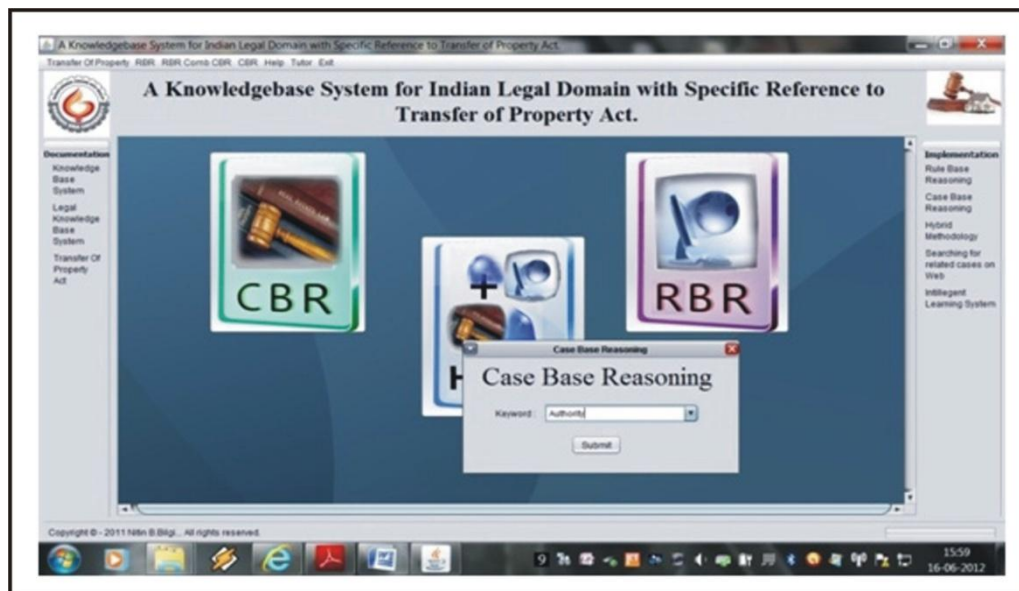 A Knowledgebase System for Indian Legal Domain with Specific Reference to Transfer of Property Act.
Transfer Of Property RBR RBR Comb CBR CBR Help Tutor Exit
A Knowledgebase System for Indian Legal Domain with Specific Reference to
Transfer of Property Act.
Documentation
Knowledge
Base
System
Legal
Knowledge
Base
System
Transfer Of
Property
Act
CBR
+
H
RBR
Case Base Reasoning
Case Base Reasoning
Keyword :
Authority
Submit
Implementation
Rule Base
Reasoning
Case Base
Reasoning
Hybrid
Methodology
Searching for
related cases on
Web
Intillegent
Learning System
Copyright © - 2011 Nitin B.Bilgi... All rights reserved.
15:59
16-06-2012